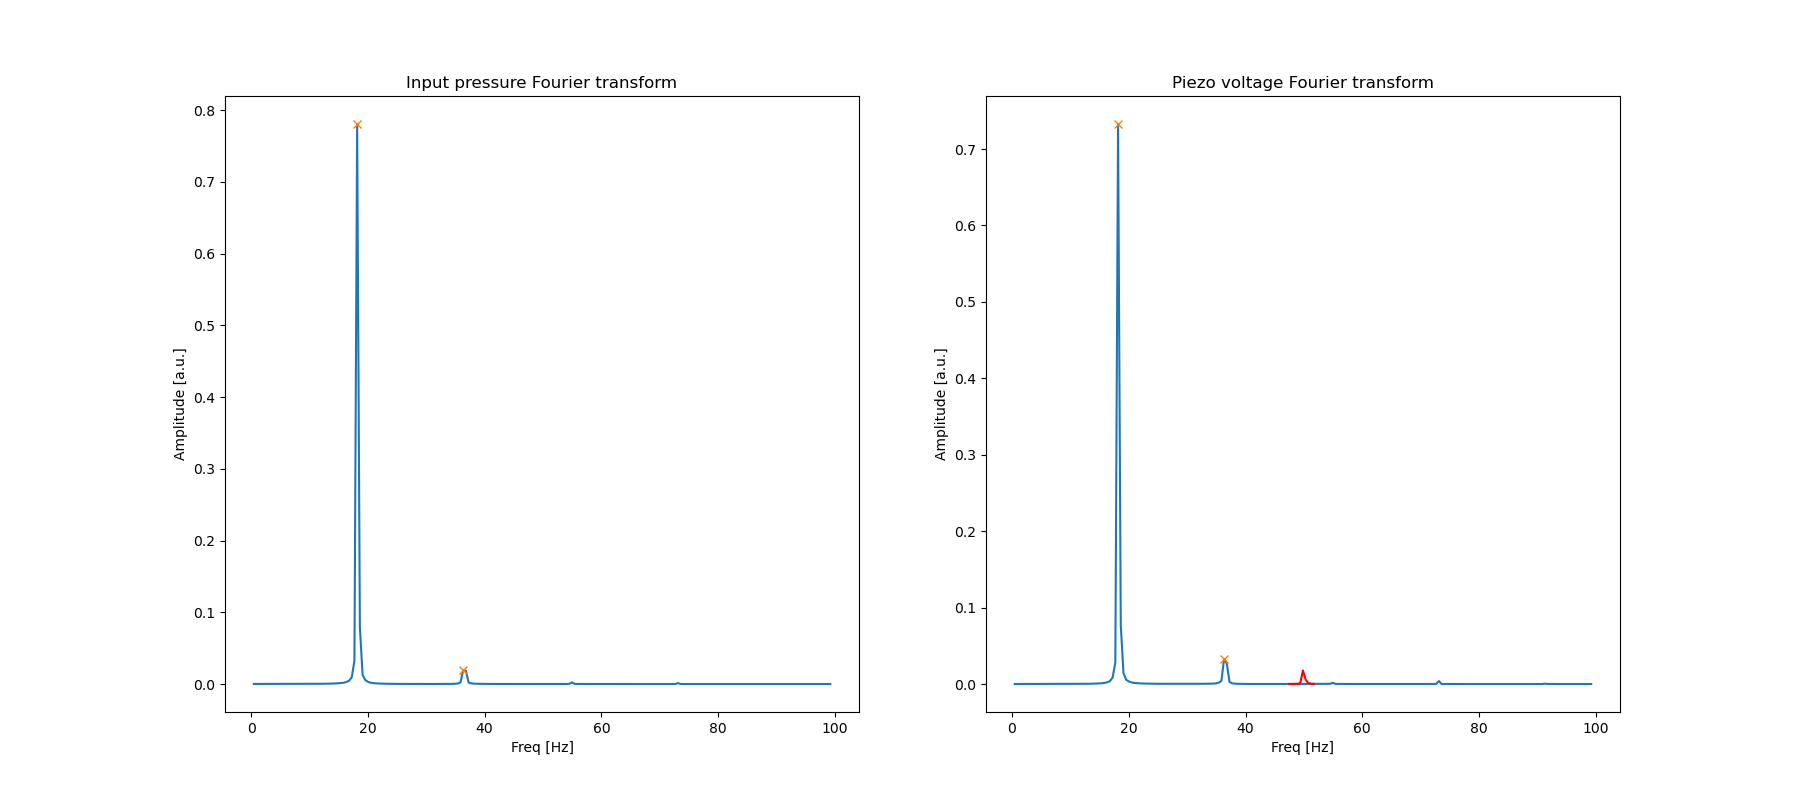 Input pressure Fourier transform
0.8
0.7
0.6
0.5
0.4
0.3
0.2
0.1
0.0
Amplitude [a.u.]
0 20 40 60 80 100
Freq [Hz]
Piezo voltage Fourier transform
0.7
0.6
0.5
0.4
0.3
0.2
0.1
0.0
Amplitude [a.u.]
0 20 40 60 80 100
Freq [Hz]